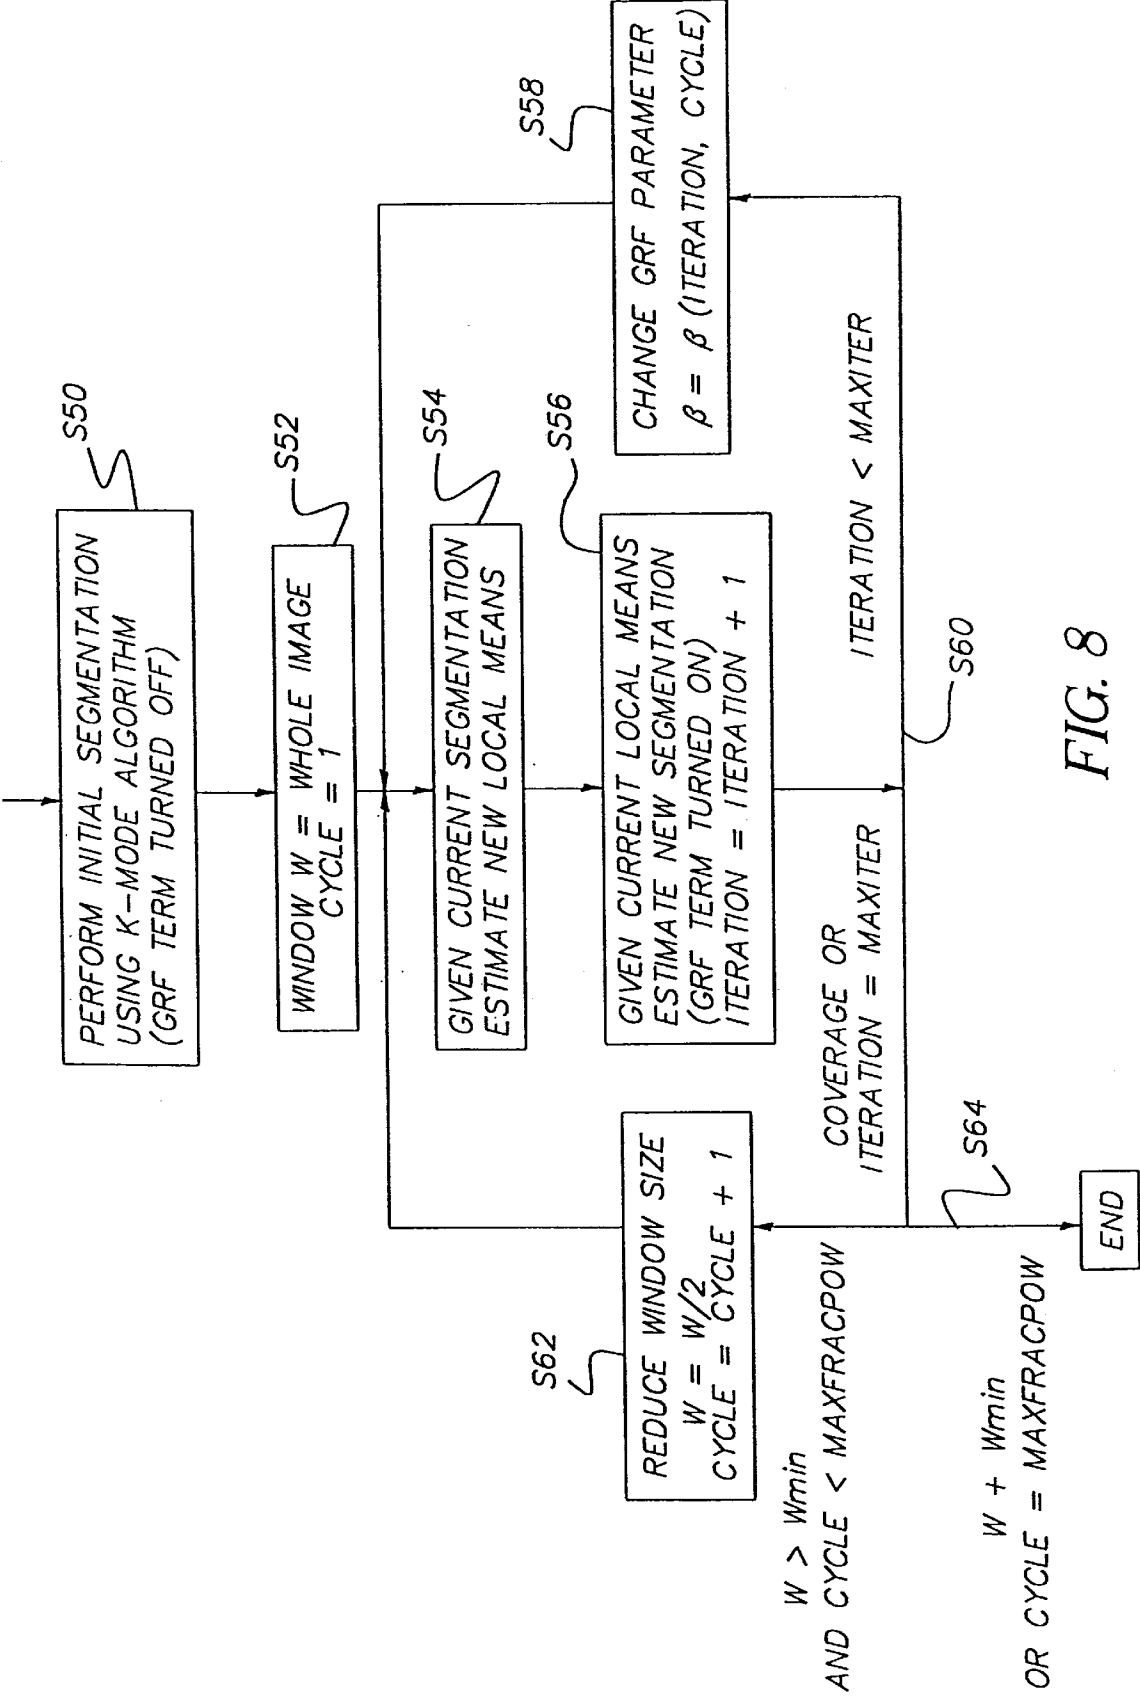 S50
PERFORM INITIAL SEGMENTATION
USING K-MODE ALGORITHM
(GRF TERM TURNED OFF)
S52
WINDOW W = WHOLE IMAGE
CYCLE = 1
S54
GIVEN CURRENT SEGMENTATION
ESTIMATE NEW LOCAL MEANS
S56
GIVEN CURRENT LOCAL MEANS
ESTIMATE NEW SEGMENTATION
(GRF TERM TURNED ON)
ITERATION = ITERATION + 1
S58
CHANGE GRF PARAMETER
β = β (ITERATION, CYCLE)
S62
REDUCE WINDOW SIZE
W = W/2
CYCLE = CYCLE + 1
COVERAGE OR
ITERATION = MAXITER
ITERATION < MAXITER
S60
W > Wmin
AND CYCLE < MAXFRACPOW
S64
W + Wmin
OR CYCLE = MAXFRACPOW
END
FIG. 8